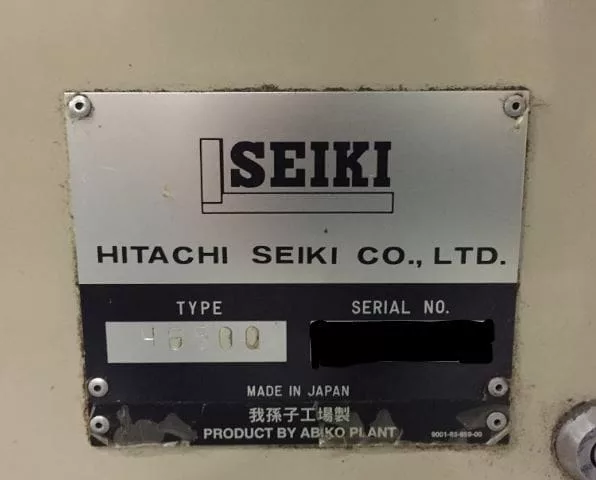 SEIKI
HITACHI SEIKI CO., LTD.
TYPE
SERIAL NO.
MADE IN JAPAN
我孫子工場製
PRODUCT BY ABIKO PLANT